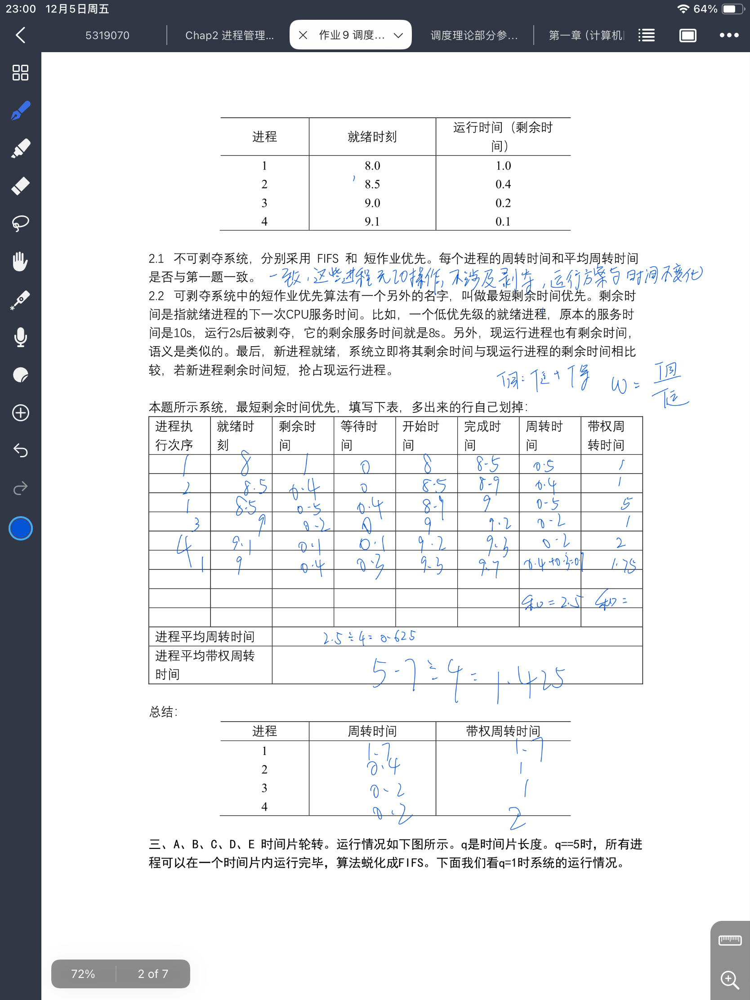 23:00 12月5日周五 64%
5319070 Chap2 进程管理... 作业9 调度... 调度理论部分参... 第一章 (计算机
进程 就绪时刻 运行时间（剩余时
间）
1 8.0 1.0
2 8.5 0.4
3 9.0 0.2
4 9.1 0.1
2.1 不可剥夺系统，分别采用 FIFS 和 短作业优先。每个进程的周转时间和平均周转时间
是否与第一题一致。 一致，这些进程无IO操作，不涉及剥夺，运行方案与时间不变化
2.2 可剥夺系统中的短作业优先算法有一个另外的名字，叫做最短剩余时间优先。剩余时
间是指就绪进程的下一次CPU服务时间。比如，一个低优先级的就绪进程，原本的服务时
间是10s，运行2s后被剥夺，它的剩余服务时间就是8s。另外，现运行进程也有剩余时间，
语义是类似的。最后，新进程就绪，系统立即将其剩余时间与现运行进程的剩余时间相比
较，若新进程剩余时间短，抢占现运行进程。
本题所示系统，最短剩余时间优先，填写下表，多出来的行自己划掉：
进程执 就绪时 剩余时 等待时 开始时 完成时 周转时 带权周
行次序 刻 间 间 间 间 间 转时间
1 8 1 0 8 8.5 0.5 1
2 8.5 0.4 0 8.5 8.9 0.4 1
1 8.5 0.5 0.4 8.9 9 0.5 5
3 9 0.2 0 9 9.2 0.2 1
4 9.1 0.1 0.1 9.2 9.3 0.2 2
1 9 0.4 0.3 9.3 9.7 0.4+0.3=0.7 1.75
和=2.5 和=
进程平均周转时间 2.5÷4=0.625
进程平均带权周转
时间 5.7÷4=1.425
总结：
进程 周转时间 带权周转时间
1 1.7 1.7
2 0.4 1
3 0.2 1
4 0.2 2
三、A、B、C、D、E 时间片轮转。运行情况如下图所示。q是时间片长度。q==5时，所有进
程可以在一个时间片内运行完毕，算法蜕化成FIFS。下面我们看q=1时系统的运行情况。
72% 2 of 7